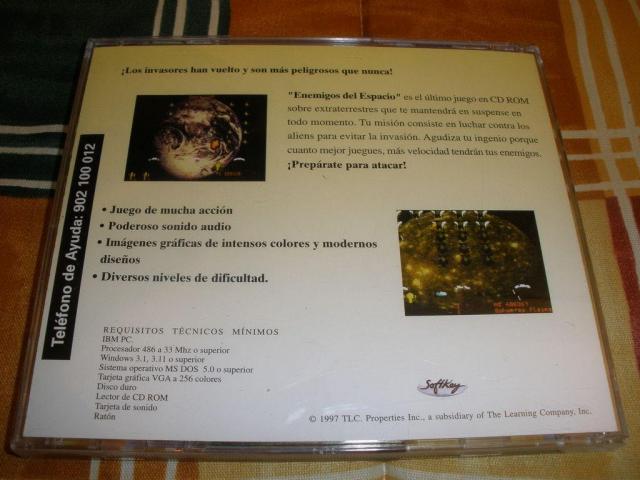 ¡Los invasores han vuelto y son más peligrosos que nunca!
"Enemigos del Espacio" es el último juego en CD ROM
sobre extraterrestres que te mantendrá en suspense en
todo momento. Tu misión consiste en luchar contra los
aliens para evitar la invasión. Agudiza tu ingenio porque
cuanto mejor juegues, más velocidad tendrán tus enemigos.
¡Prepárate para atacar!
Teléfono de Ayuda: 902 100 012
• Juego de mucha acción
• Poderoso sonido audio
• Imágenes gráficas de intensos colores y modernos
diseños
• Diversos niveles de dificultad.
REQUISITOS TÉCNICOS MÍNIMOS
IBM PC.
Procesador 486 a 33 Mhz o superior
Windows 3.1, 3.11 o superior
Sistema operativo MS DOS 5.0 o superior
Tarjeta gráfica VGA a 256 colores
Disco duro
Lector de CD ROM
Tarjeta de sonido
Ratón
SoftKey
© 1997 TLC. Properties Inc., a subsidiary of The Learning Company, Inc.